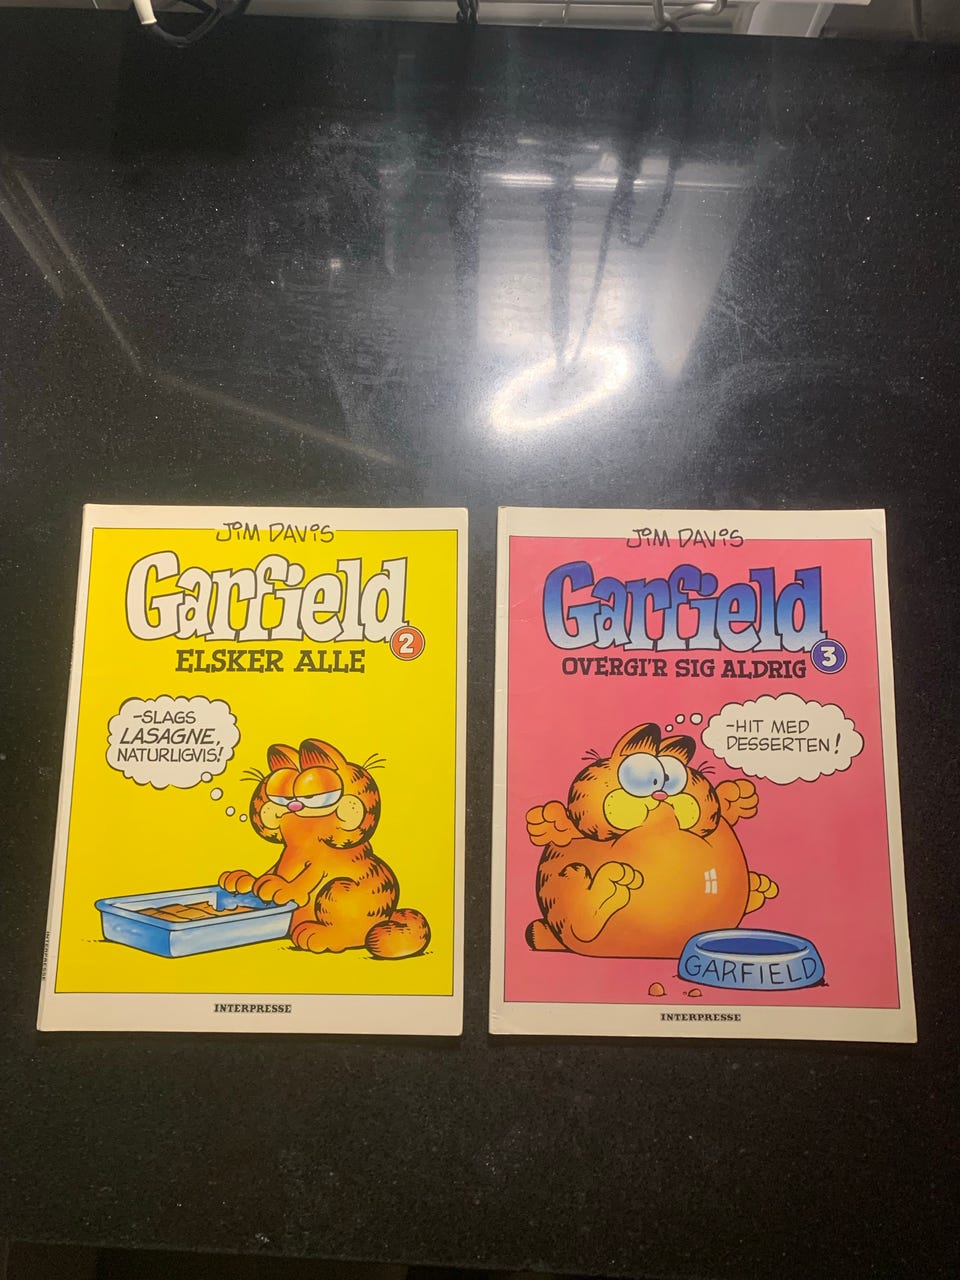 JIM DAVIS
Garfield
2
ELSKER ALLE
-SLAGS
LASAGNE,
NATURLIGVIS!
INTERPRESSE
INTERPRESSE
JIM DAVIS
Garfield
3
OVERGI'R SIG ALDRIG
-HIT MED
DESSERTEN!
GARFIELD
INTERPRESSE